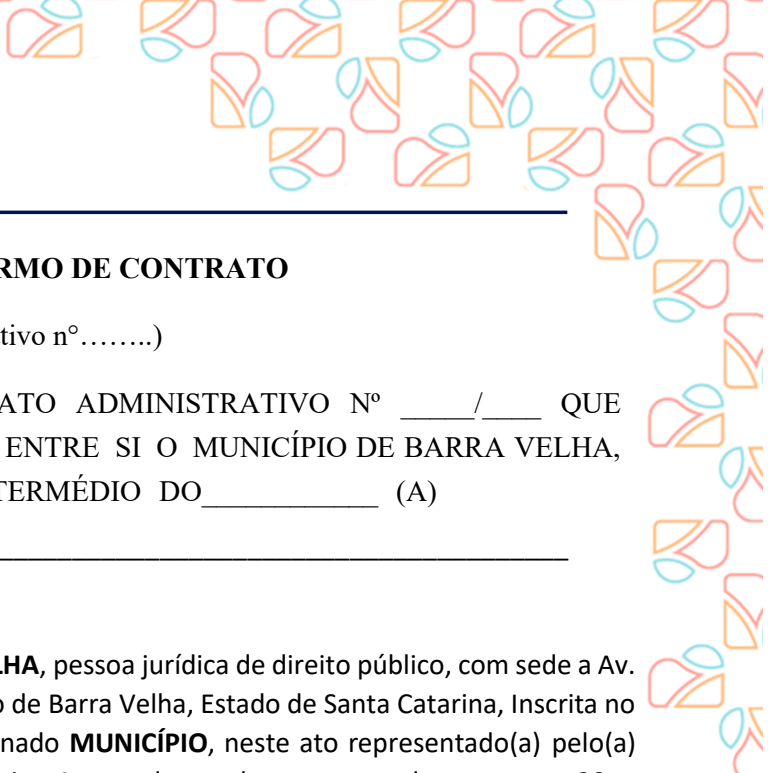 RMO DE CONTRATO
tivo n°……..)
ATO ADMINISTRATIVO Nº _____/____ QUE
ENTRE SI O MUNICÍPIO DE BARRA VELHA,
TERMÉDIO DO____________ (A)
LHA, pessoa jurídica de direito público, com sede a Av.
o de Barra Velha, Estado de Santa Catarina, Inscrita no
nado MUNICÍPIO, neste ato representado(a) pelo(a)